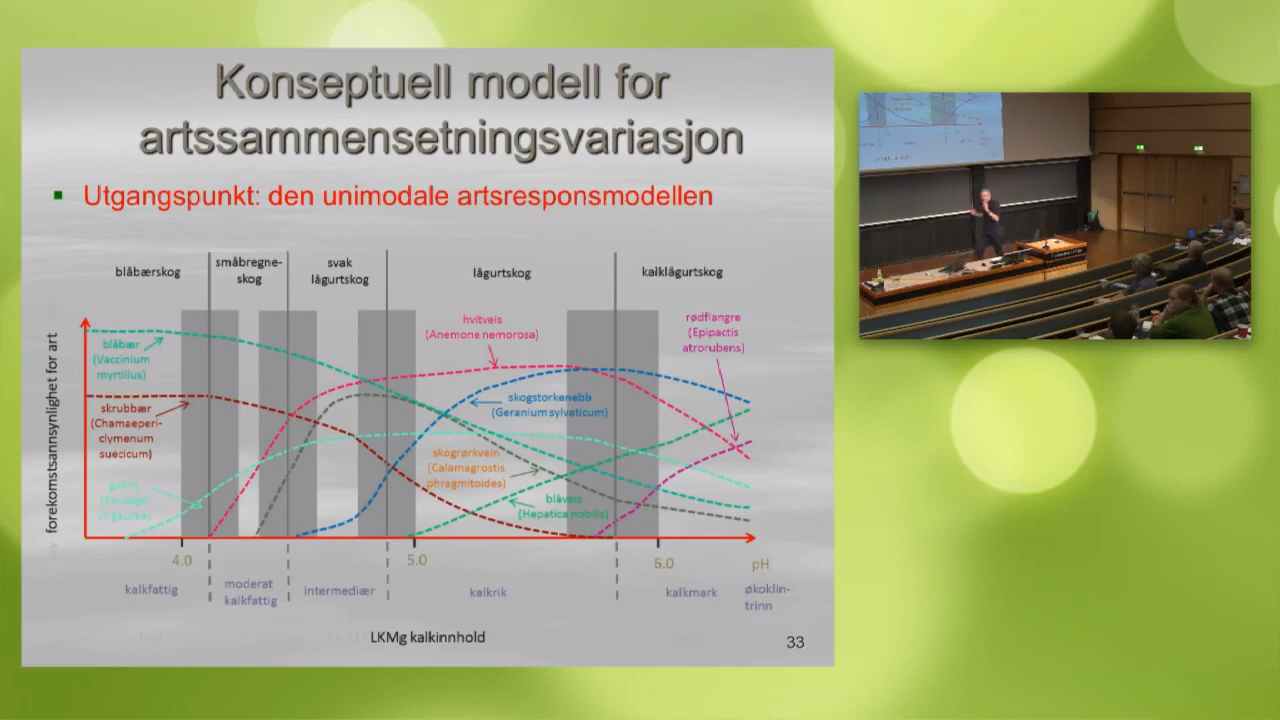 Konseptuell modell for
artssammensetningsvariasjon
Utgangspunkt: den unimodale artsresponsmodellen
blåbærskog
småbregne-
skog
svak
lågurtskog
lågurtskog
kalklågurtskog
forekomstsannsynlighet for art
blåbær
(Vaccinium
myrtillus)
skrubbær
(Chamaeperi-
clymenum
suecicum)
gullris
(Solidago
virgaurea)
hvitveis
(Anemone nemorosa)
rødflangre
(Epipactis
atrorubens)
skogstorkenebb
(Geranium sylvaticum)
skogrørkvein
(Calamagrostis
phragmitoides)
blåveis
(Hepatica nobilis)
4.0
5.0
6.0
pH
kalkfattig
moderat
kalkfattig
intermediær
kalkrik
kalkmark
økoklin-
trinn
LKMg kalkinnhold
33